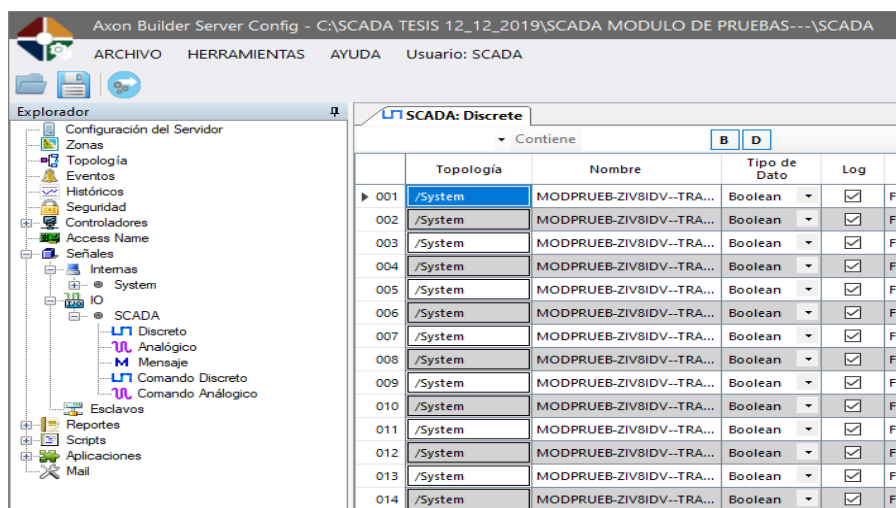 Axon Builder Server Config - C:\SCADA TESIS 12_12_2019\SCADA MODULO DE PRUEBAS---\SCADA
ARCHIVO HERRAMIENTAS AYUDA Usuario: SCADA
Explorador
Configuración del Servidor
Zonas
Topología
Eventos
Históricos
Seguridad
Controladores
Access Name
Señales
Internas
System
IO
SCADA
Discreto
Analógico
M Mensaje
Comando Discreto
Comando Análogico
Esclavos
Reportes
Scripts
Aplicaciones
Mail
SCADA: Discrete
Contiene B D
Topología Nombre Tipo de Dato Log
001 /System MODPRUEB-ZIV8IDV--TRA... Boolean F
002 /System MODPRUEB-ZIV8IDV--TRA... Boolean F
003 /System MODPRUEB-ZIV8IDV--TRA... Boolean F
004 /System MODPRUEB-ZIV8IDV--TRA... Boolean F
005 /System MODPRUEB-ZIV8IDV--TRA... Boolean F
006 /System MODPRUEB-ZIV8IDV--TRA... Boolean F
007 /System MODPRUEB-ZIV8IDV--TRA... Boolean F
008 /System MODPRUEB-ZIV8IDV--TRA... Boolean F
009 /System MODPRUEB-ZIV8IDV--TRA... Boolean F
010 /System MODPRUEB-ZIV8IDV--TRA... Boolean F
011 /System MODPRUEB-ZIV8IDV--TRA... Boolean F
012 /System MODPRUEB-ZIV8IDV--TRA... Boolean F
013 /System MODPRUEB-ZIV8IDV--TRA... Boolean F
014 /System MODPRUEB-ZIV8IDV--TRA... Boolean F